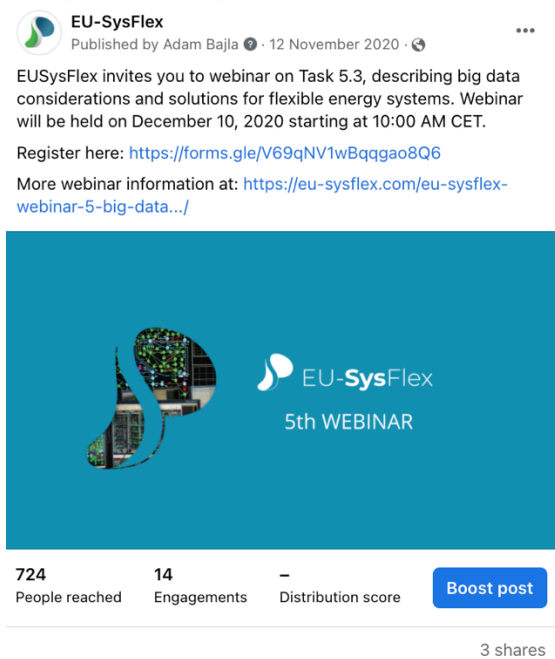 EU-SysFlex
Published by Adam Bajla · 12 November 2020 ·
EUSysFlex invites you to webinar on Task 5.3, describing big data
considerations and solutions for flexible energy systems. Webinar
will be held on December 10, 2020 starting at 10:00 AM CET.
Register here: https://forms.gle/V69qNV1wBqqgao8Q6
More webinar information at: https://eu-sysflex.com/eu-sysflex-
webinar-5-big-data.../
EU-SysFlex
5th WEBINAR
724 14 –
People reached Engagements Distribution score
Boost post
3 shares